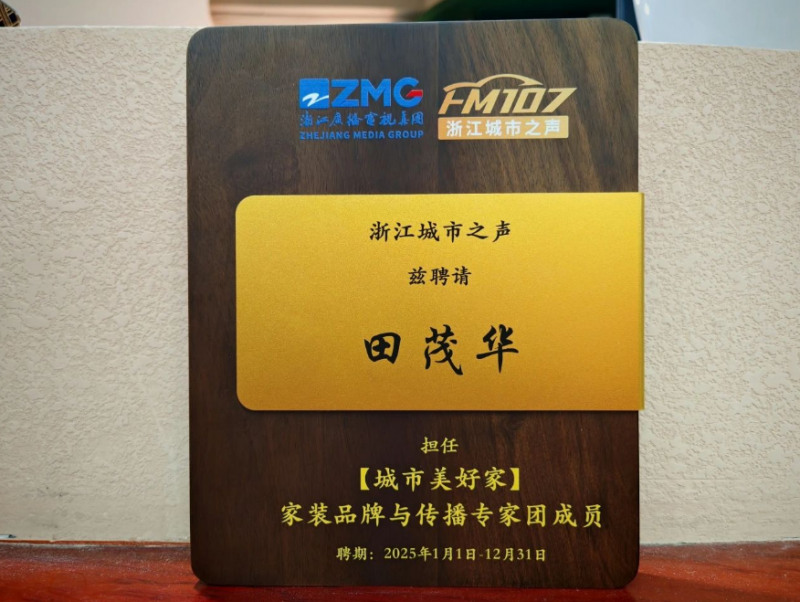 ZMG
浙江广播电视集团
ZHEJIANG MEDIA GROUP
FM107
浙江城市之声
浙江城市之声
兹聘请
田茂华
担任
【城市美好家】
家装品牌与传播专家团成员
聘期：2025年1月1日-12月31日